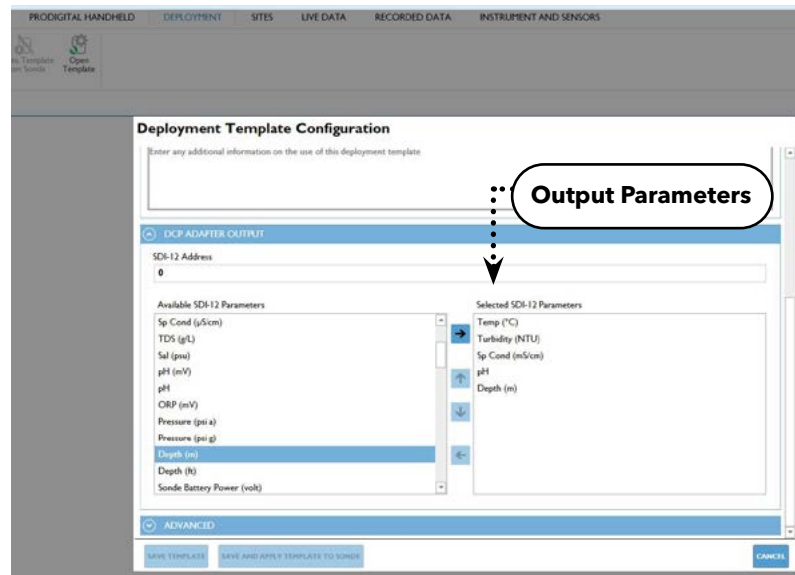 PRODIGITAL HANDHELD DEPLOYMENT SITES LIVE DATA RECORDED DATA INSTRUMENT AND SENSORS
Template Open
Sonde Template
Deployment Template Configuration
Enter any additional information on the use of this deployment template
Output Parameters
DCP ADAPTER OUTPUT
SDI-12 Address
0
Available SDI-12 Parameters
Sp Cond (µS/cm)
TDS (g/L)
Sal (psu)
pH (mV)
pH
ORP (mV)
Pressure (psi a)
Pressure (psi g)
Depth (m)
Depth (ft)
Sonde Battery Power (volt)
Selected SDI-12 Parameters
Temp (°C)
Turbidity (NTU)
Sp Cond (mS/cm)
pH
Depth (m)
ADVANCED
SAVE TEMPLATE SAVE AND APPLY TEMPLATE TO SONDE CANCEL